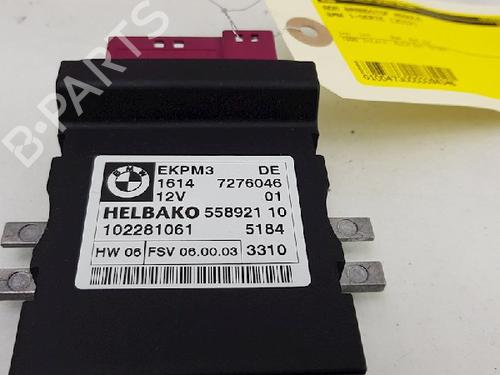 B-PARTS
BMW
EKPM3 DE
1614 7276046
12V 01
HELBAKO 558921 10
102281061 5184
HW 06 FSV 06.00.03 3310